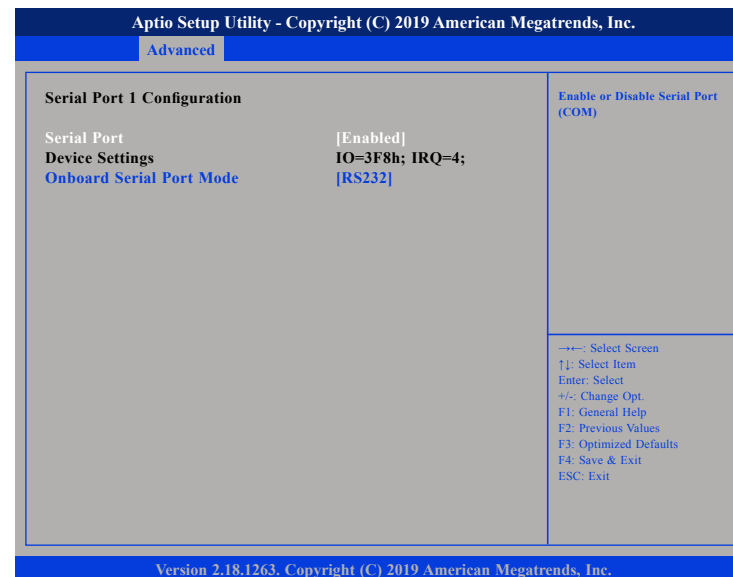 Aptio Setup Utility - Copyright (C) 2019 American Megatrends, Inc.
Advanced
Serial Port 1 Configuration
Serial Port [Enabled]
Device Settings IO=3F8h; IRQ=4;
Onboard Serial Port Mode [RS232]
Enable or Disable Serial Port
(COM)
→←: Select Screen
↑↓: Select Item
Enter: Select
+/-: Change Opt.
F1: General Help
F2: Previous Values
F3: Optimized Defaults
F4: Save & Exit
ESC: Exit
Version 2.18.1263. Copyright (C) 2019 American Megatrends, Inc.